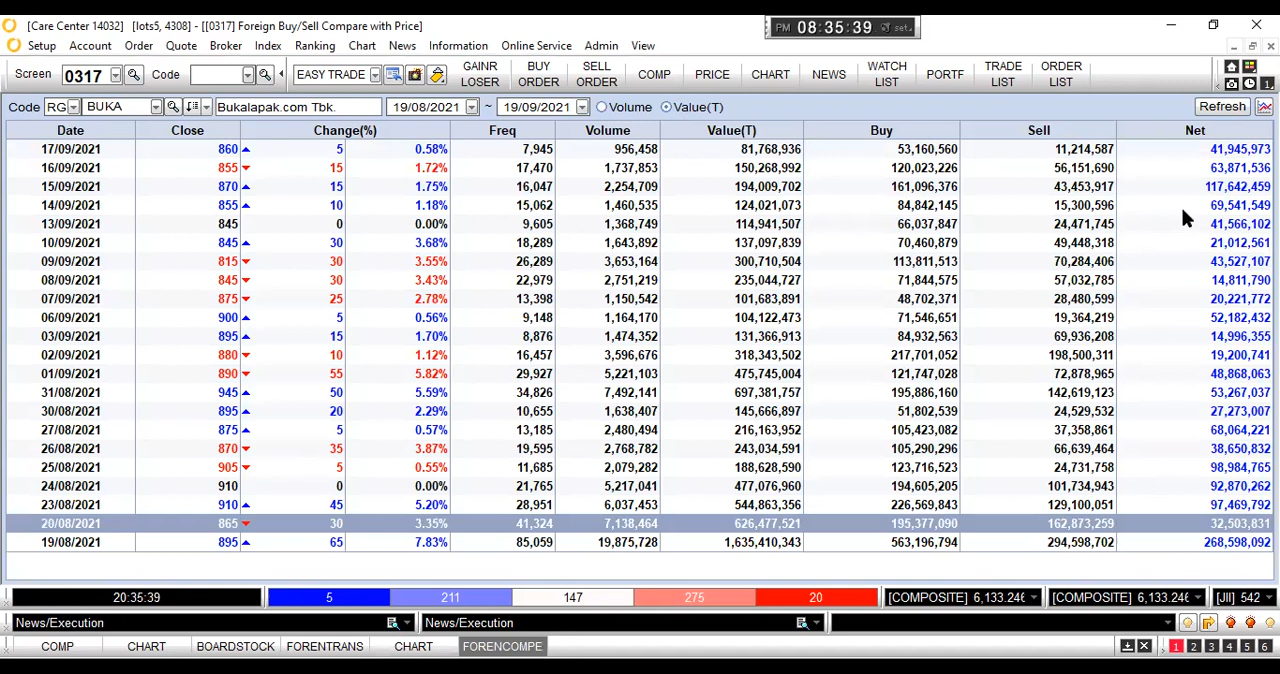 [Care Center 14032] [lots5, 4308] - [[0317] Foreign Buy/Sell Compare with Price]
PM 08:35:39 set.
Setup Account Order Quote Broker Index Ranking Chart News Information Online Service Admin View
Screen 0317 Code EASY TRADE GAINR LOSER BUY ORDER SELL ORDER COMP PRICE CHART NEWS WATCH LIST PORTF TRADE LIST ORDER LIST
Code RG BUKA Bukalapak.com Tbk. 19/08/2021 ~ 19/09/2021 Volume Value(T) Refresh
Date Close Change(%) Freq Volume Value(T) Buy Sell Net
17/09/2021 860 5 0.58% 7,945 956,458 81,768,936 53,160,560 11,214,587 41,945,973
16/09/2021 855 15 1.72% 17,470 1,737,853 150,268,992 120,023,226 56,151,690 63,871,536
15/09/2021 870 15 1.75% 16,047 2,254,709 194,009,702 161,096,376 43,453,917 117,642,459
14/09/2021 855 10 1.18% 15,062 1,460,535 124,021,073 84,842,145 15,300,596 69,541,549
13/09/2021 845 0 0.00% 9,605 1,368,749 114,941,507 66,037,847 24,471,745 41,566,102
10/09/2021 845 30 3.68% 18,289 1,643,892 137,097,839 70,460,879 49,448,318 21,012,561
09/09/2021 815 30 3.55% 26,289 3,653,164 300,710,504 113,811,513 70,284,406 43,527,107
08/09/2021 845 30 3.43% 22,979 2,751,219 235,044,727 71,844,575 57,032,785 14,811,790
07/09/2021 875 25 2.78% 13,398 1,150,542 101,683,891 48,702,371 28,480,599 20,221,772
06/09/2021 900 5 0.56% 9,148 1,164,170 104,122,473 71,546,651 19,364,219 52,182,432
03/09/2021 895 15 1.70% 8,876 1,474,352 131,366,913 84,932,563 69,936,208 14,996,355
02/09/2021 880 10 1.12% 16,457 3,596,676 318,343,502 217,701,052 198,500,311 19,200,741
01/09/2021 890 55 5.82% 29,927 5,221,103 475,745,004 121,747,028 72,878,965 48,868,063
31/08/2021 945 50 5.59% 34,826 7,492,141 697,381,757 195,886,160 142,619,123 53,267,037
30/08/2021 895 20 2.29% 10,655 1,638,407 145,666,897 51,802,539 24,529,532 27,273,007
27/08/2021 875 5 0.57% 13,185 2,480,494 216,163,952 105,423,082 37,358,861 68,064,221
26/08/2021 870 35 3.87% 19,595 2,768,782 243,034,591 105,290,296 66,639,464 38,650,832
25/08/2021 905 5 0.55% 11,685 2,079,282 188,628,590 123,716,523 24,731,758 98,984,765
24/08/2021 910 0 0.00% 21,765 5,217,041 477,076,960 194,605,205 101,734,943 92,870,262
23/08/2021 910 45 5.20% 28,951 6,037,453 544,863,356 226,569,843 129,100,051 97,469,792
20/08/2021 865 30 3.35% 41,324 7,138,464 626,477,521 195,377,090 162,873,259 32,503,831
19/08/2021 895 65 7.83% 85,059 19,875,728 1,635,410,343 563,196,794 294,598,702 268,598,092
20:35:39 5 211 147 275 20 [COMPOSITE] 6,133.246 [COMPOSITE] 6,133.246 [JII] 542
News/Execution News/Execution
COMP CHART BOARDSTOCK FORENTRANS CHART FORENCOMPE 1 2 3 4 5 6